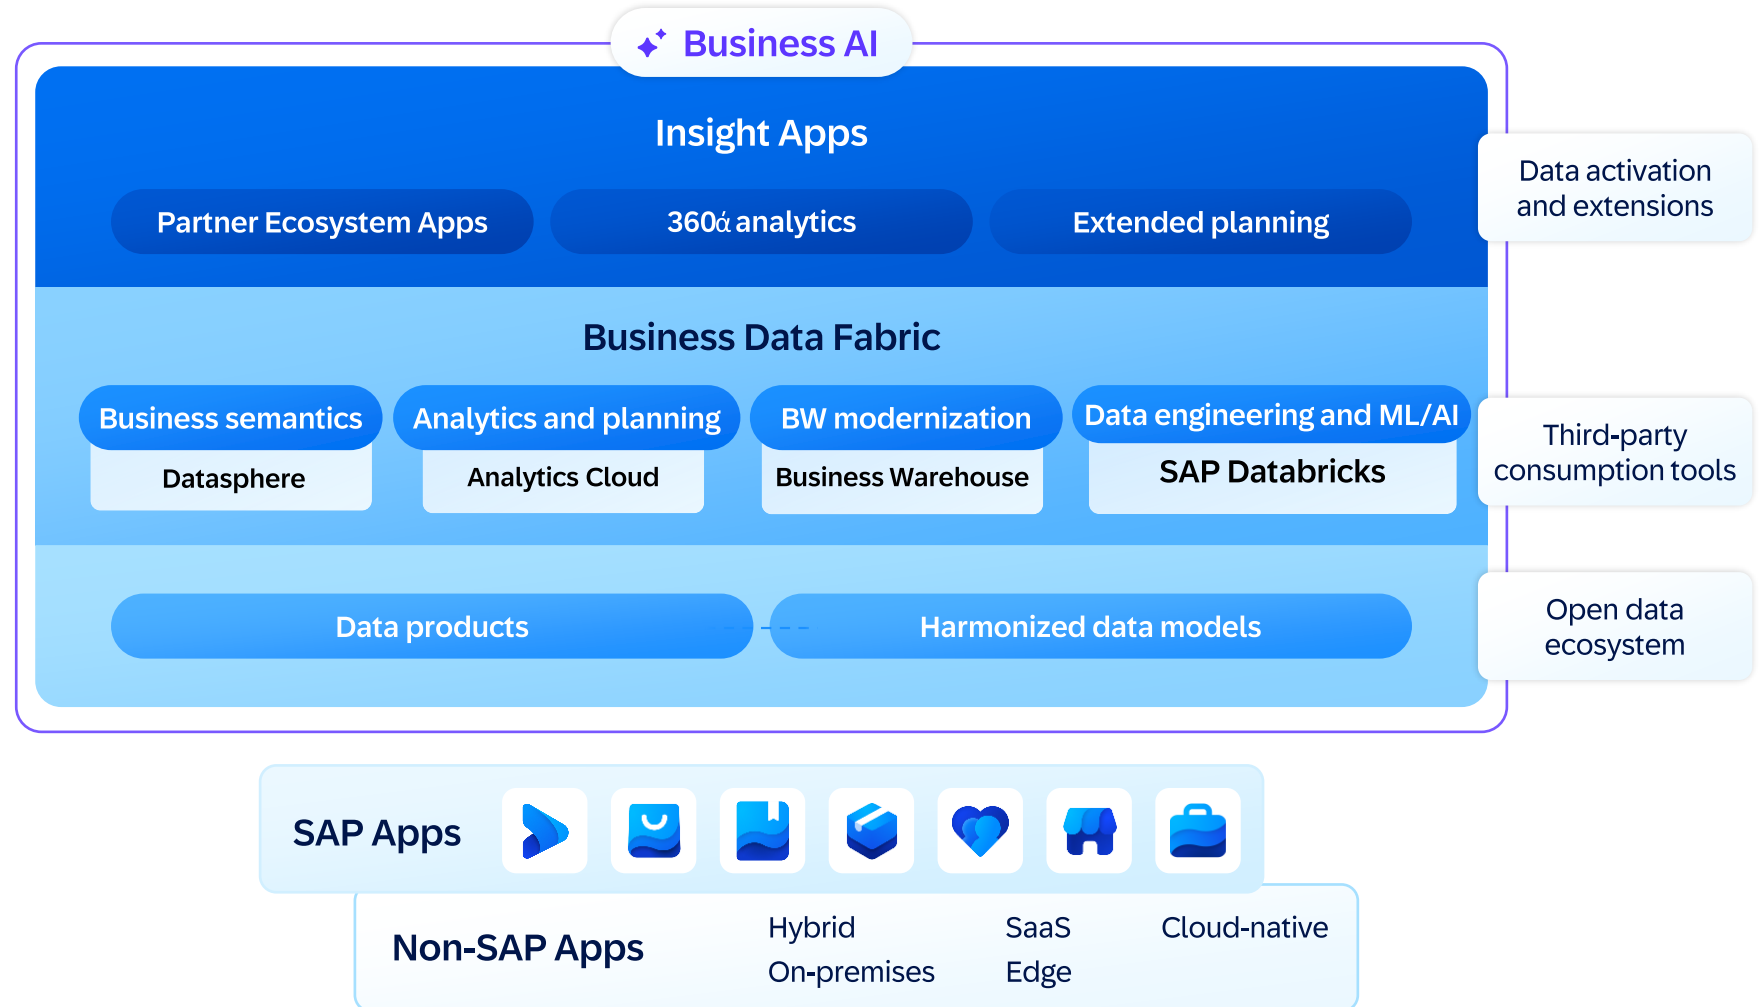 Business AI
Insight Apps
Partner Ecosystem Apps
360ά analytics
Extended planning
Data activation
and extensions
Business Data Fabric
Business semantics
Datasphere
Analytics and planning
Analytics Cloud
BW modernization
Business Warehouse
Data engineering and ML/AI
SAP Databricks
Third-party
consumption tools
Data products
Harmonized data models
Open data
ecosystem
SAP Apps
Non-SAP Apps
Hybrid
SaaS
Cloud-native
On-premises
Edge